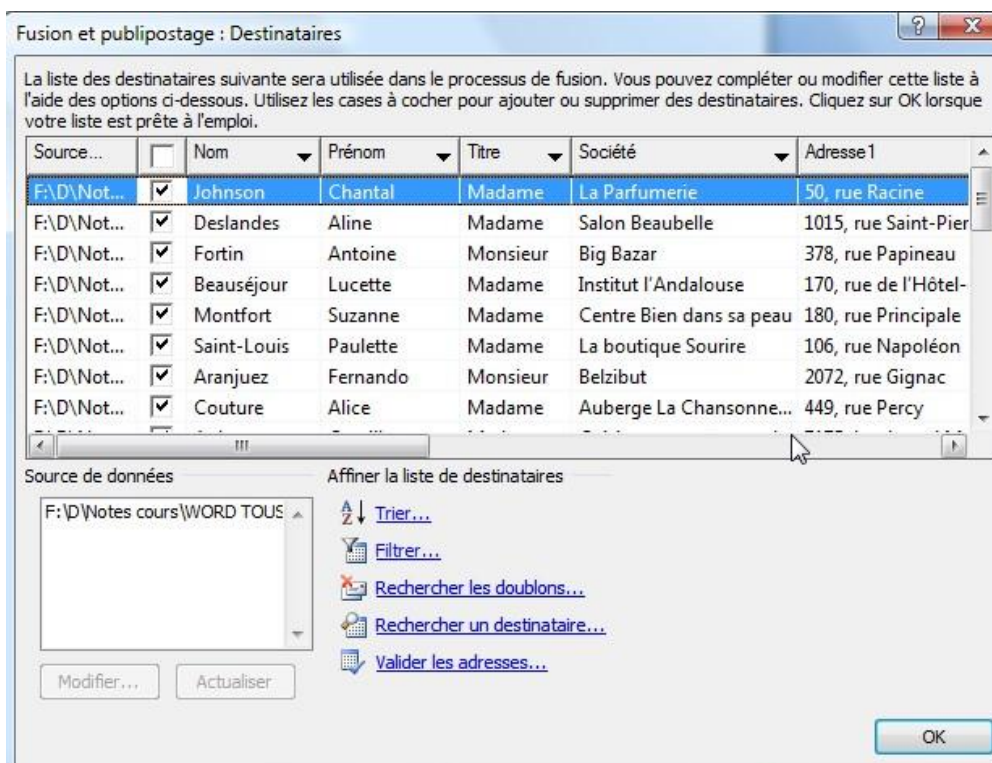 Fusion et publipostage : Destinataires
La liste des destinataires suivante sera utilisée dans le processus de fusion. Vous pouvez compléter ou modifier cette liste à
l'aide des options ci-dessous. Utilisez les cases à cocher pour ajouter ou supprimer des destinataires. Cliquez sur OK lorsque
votre liste est prête à l'emploi.
Source... Nom Prénom Titre Société Adresse1
F:\D\Not... Johnson Chantal Madame La Parfumerie 50, rue Racine
F:\D\Not... Deslandes Aline Madame Salon Beaubelle 1015, rue Saint-Pier
F:\D\Not... Fortin Antoine Monsieur Big Bazar 378, rue Papineau
F:\D\Not... Beauséjour Lucette Madame Institut l'Andalouse 170, rue de l'Hôtel-
F:\D\Not... Montfort Suzanne Madame Centre Bien dans sa peau 180, rue Principale
F:\D\Not... Saint-Louis Paulette Madame La boutique Sourire 106, rue Napoléon
F:\D\Not... Aranjuez Fernando Monsieur Belzibut 2072, rue Gignac
F:\D\Not... Couture Alice Madame Auberge La Chansonne... 449, rue Percy
Source de données
F:\D\Notes cours\WORD TOUS
Modifier...
Actualiser
Affiner la liste de destinataires
Trier...
Filtrer...
Rechercher les doublons...
Rechercher un destinataire...
Valider les adresses...
OK